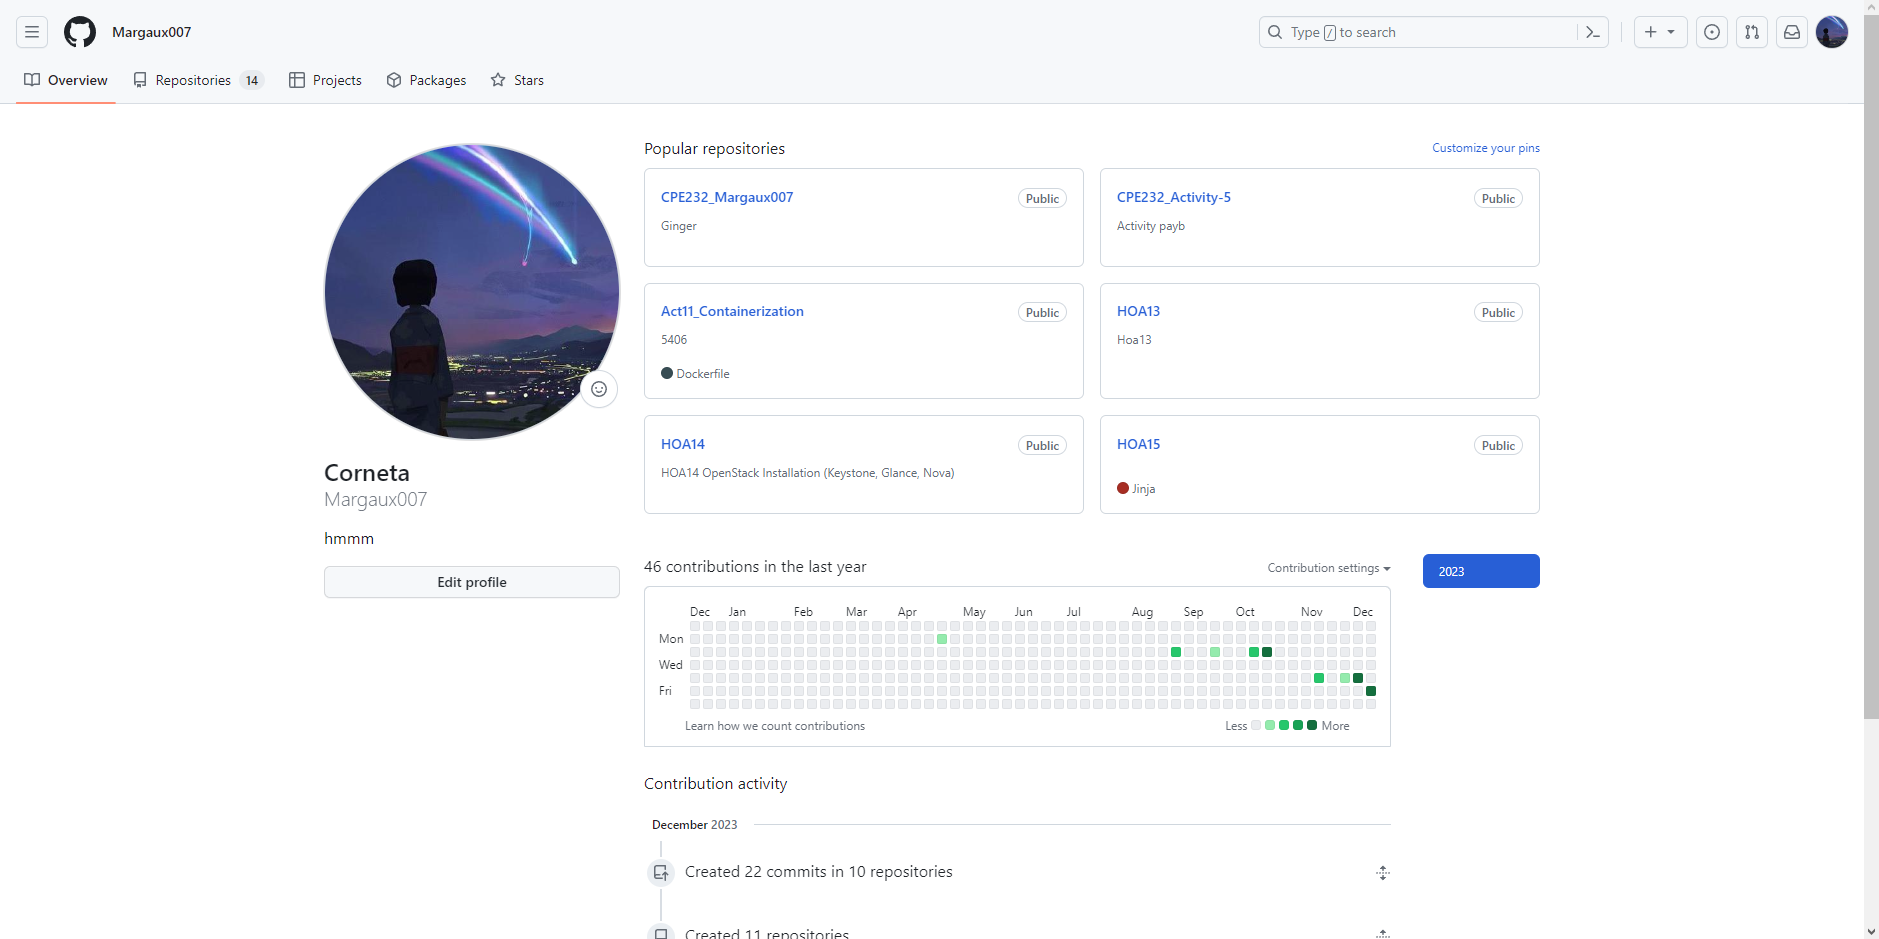 Margaux007
Type / to search
Overview
Repositories 14
Projects
Packages
Stars
Corneta
Margaux007
hmmm
Edit profile
Popular repositories
Customize your pins
CPE232_Margaux007 Public
Ginger
CPE232_Activity-5 Public
Activity payb
Act11_Containerization Public
5406
Dockerfile
HOA13 Public
Hoa13
HOA14 Public
HOA14 OpenStack Installation (Keystone, Glance, Nova)
HOA15 Public
Jinja
46 contributions in the last year
Contribution settings
2023
Dec Jan Feb Mar Apr May Jun Jul Aug Sep Oct Nov Dec
Mon
Wed
Fri
Learn how we count contributions
Less More
Contribution activity
December 2023
Created 22 commits in 10 repositories
Created 11 repositories